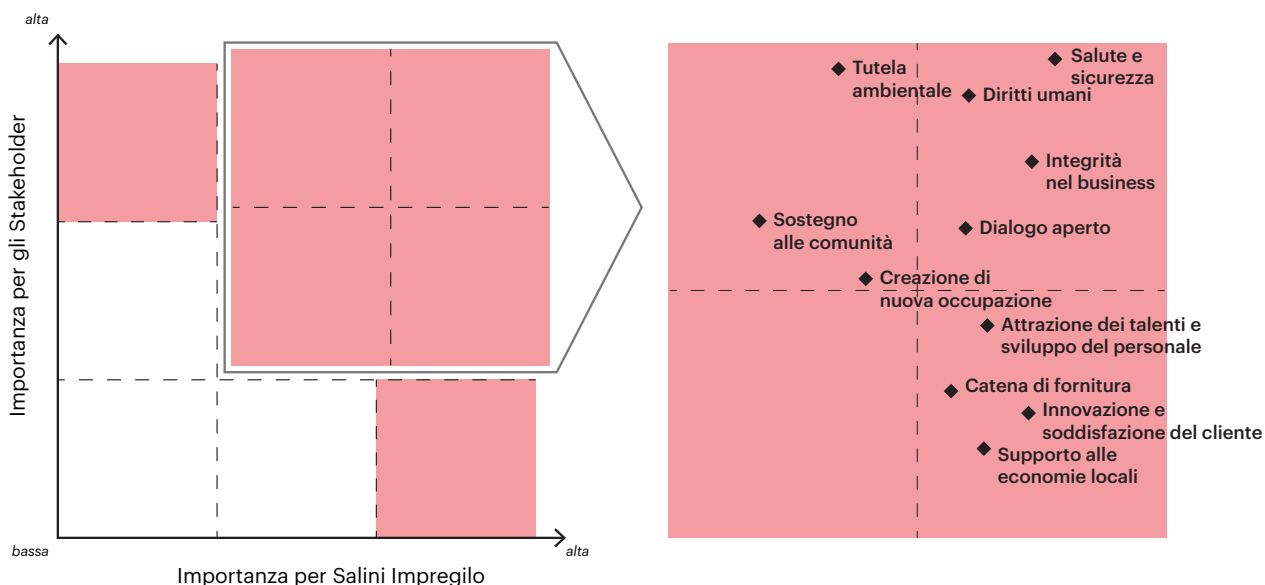 alta
Importanza per gli Stakeholder
bassa
alta
Importanza per Salini Impregilo
Tutela
ambientale
Salute e
sicurezza
Diritti umani
Integrità
nel business
Sostegno
alle comunità
Dialogo aperto
Creazione di
nuova occupazione
Attrazione dei talenti e
sviluppo del personale
Catena di fornitura
Innovazione e
soddisfazione del cliente
Supporto alle
economie locali